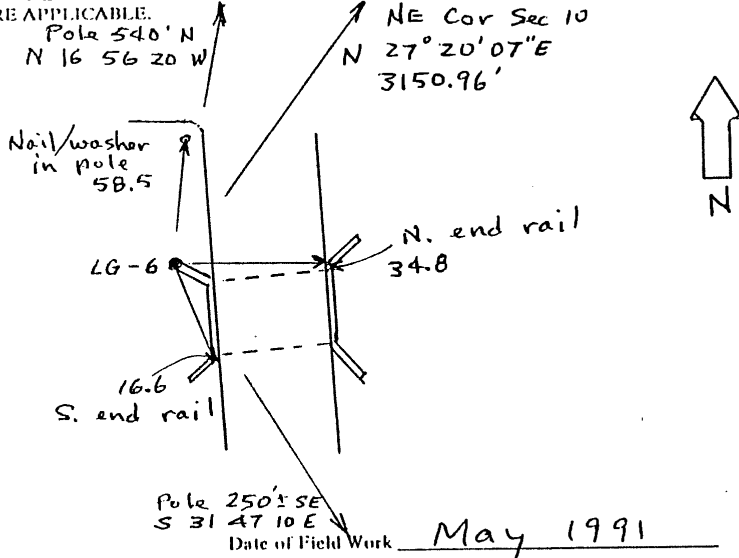 RE APPLICABLE.
Pole 540' N
N 16 56 20 W
NE Cor Sec 10
N 27° 20' 07" E
3150.96'
Nail/washer
in pole
58.5
N
LG-6
N. end rail
34.8
16.6
S. end rail
Pole 250'± SE
S 31 47 10 E
Date of Field Work May 1991